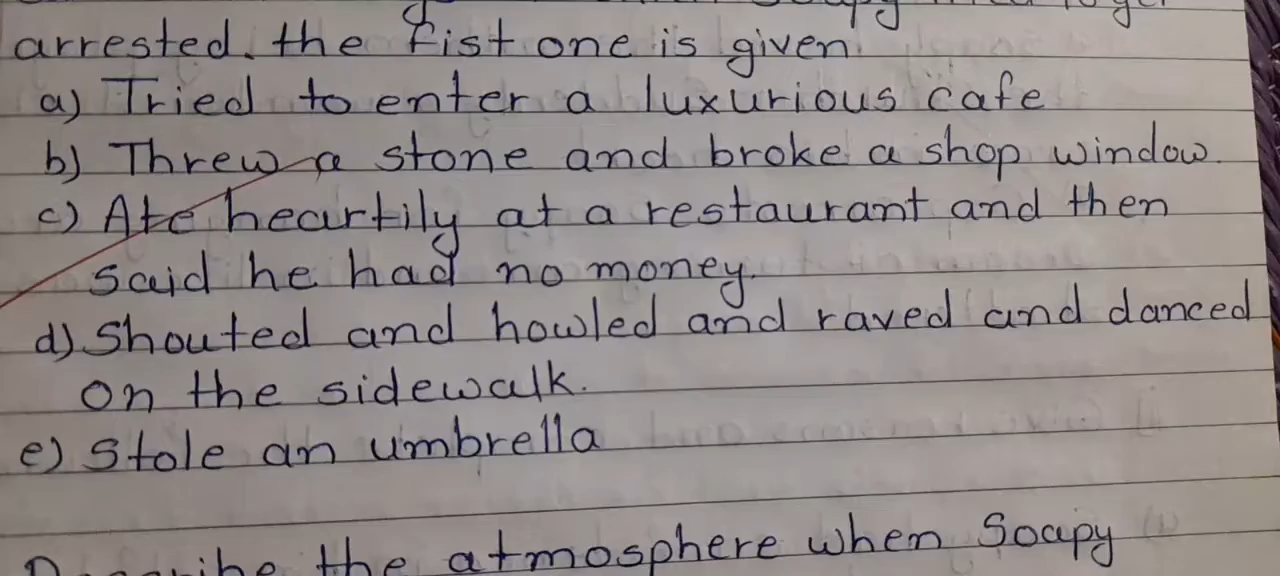 arrested. the fist one is given.
a) Tried to enter a luxurious cafe
b) Threw a stone and broke a shop window.
c) Ate heartily at a restaurant and then
said he had no money.
d) Shouted and howled and raved and danced
on the sidewalk.
e) Stole an umbrella
the atmosphere when Soapy